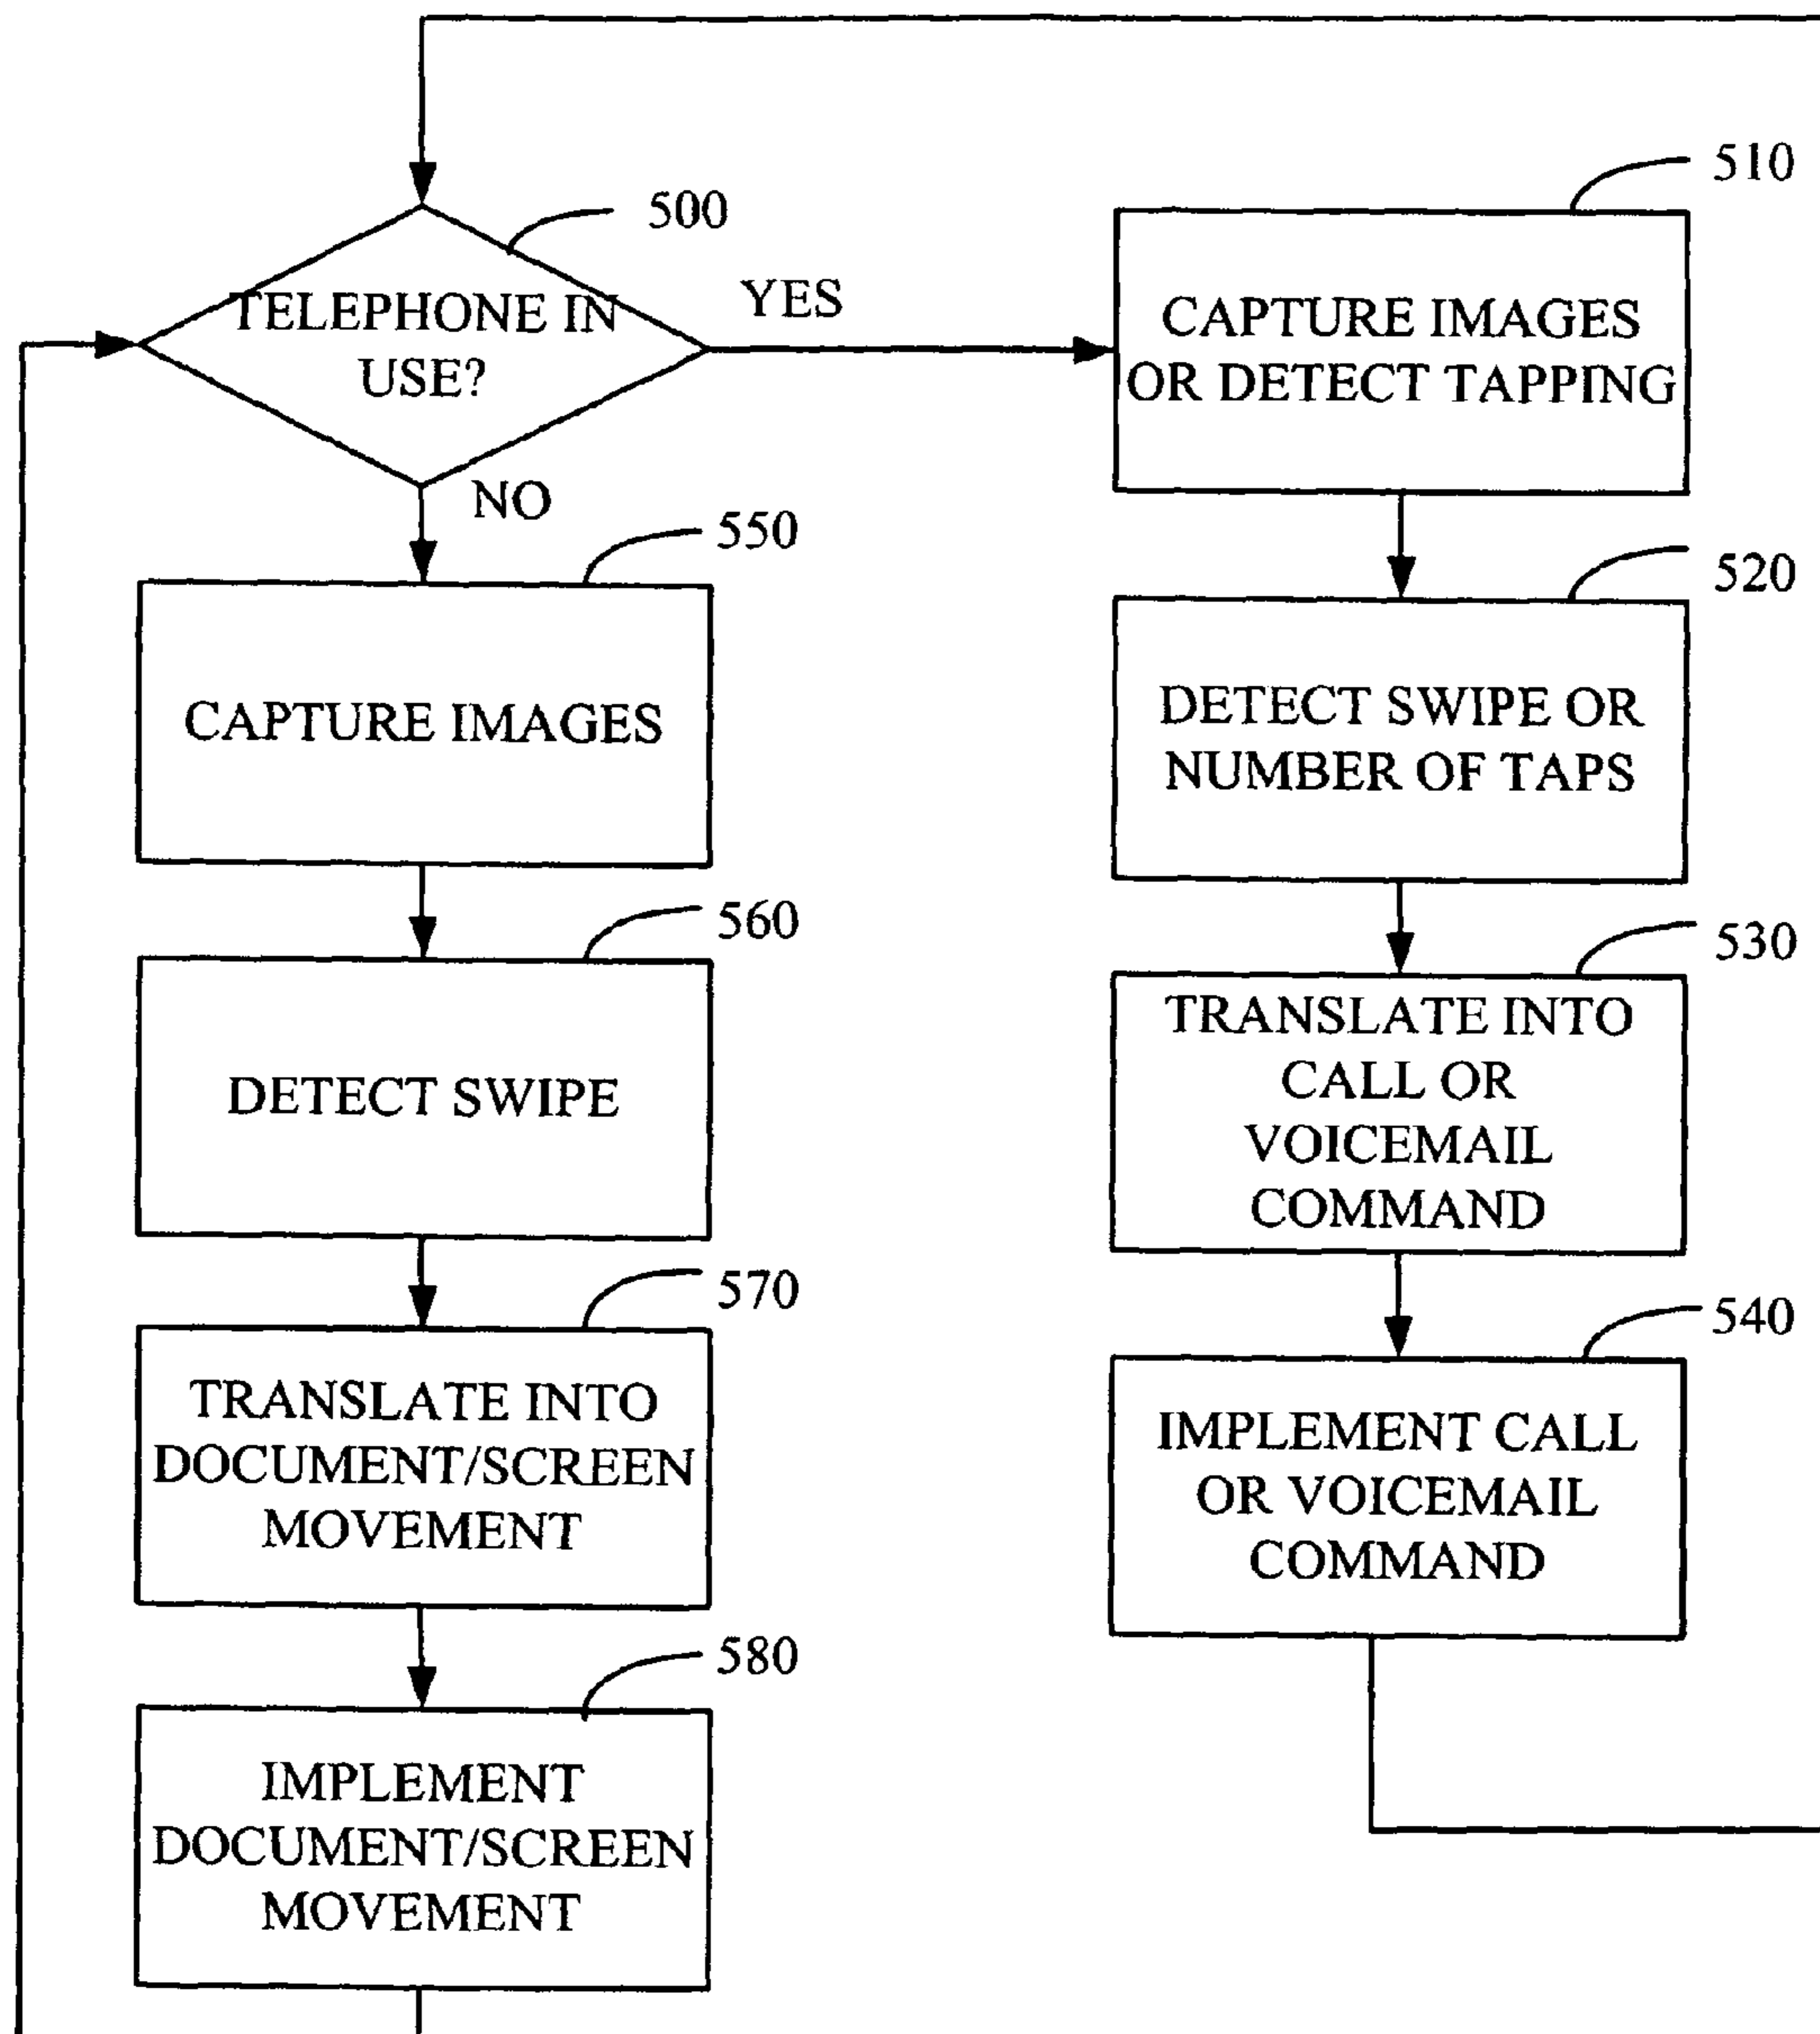 500
TELEPHONE IN
USE?
YES
NO
510
CAPTURE IMAGES
OR DETECT TAPPING
520
DETECT SWIPE OR
NUMBER OF TAPS
530
TRANSLATE INTO
CALL OR
VOICEMAIL
COMMAND
540
IMPLEMENT CALL
OR VOICEMAIL
COMMAND
550
CAPTURE IMAGES
560
DETECT SWIPE
570
TRANSLATE INTO
DOCUMENT/SCREEN
MOVEMENT
580
IMPLEMENT
DOCUMENT/SCREEN
MOVEMENT